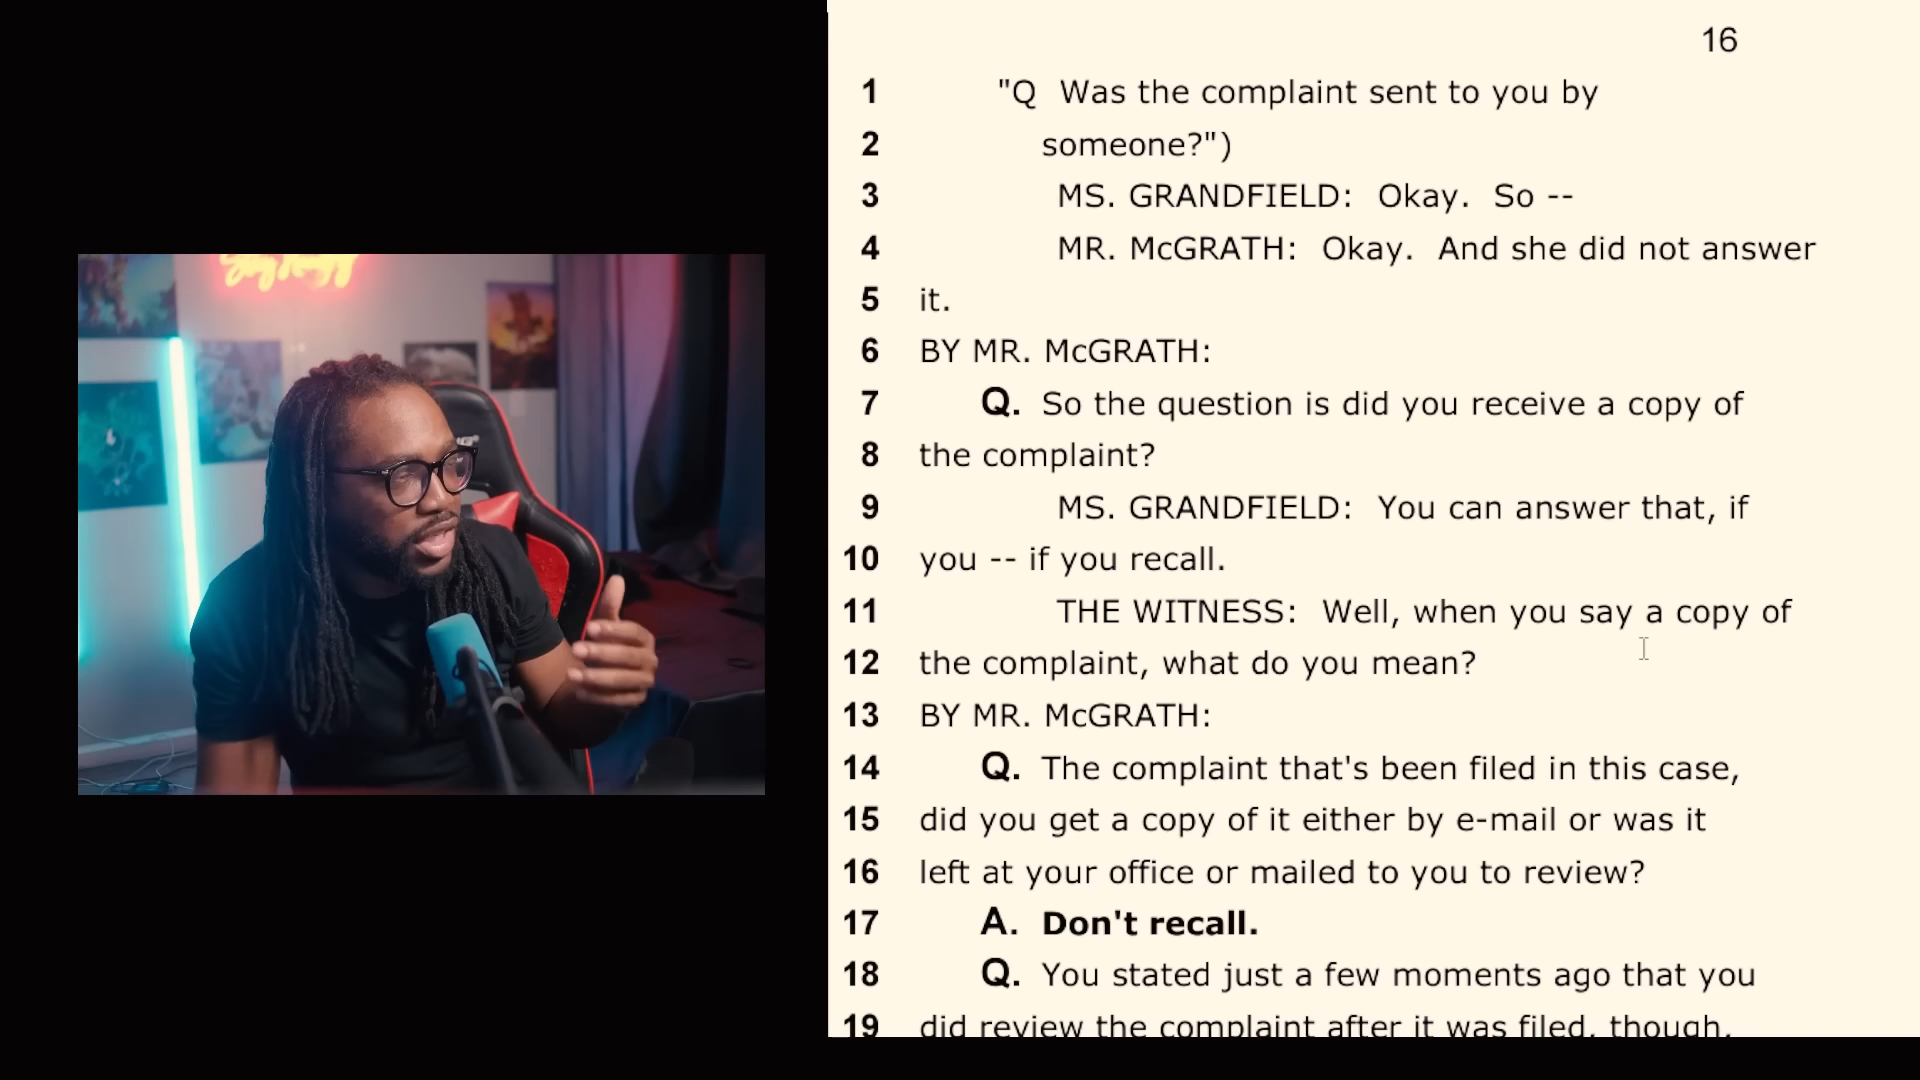 16
1 "Q Was the complaint sent to you by
2 someone?")
3 MS. GRANDFIELD: Okay. So --
4 MR. McGRATH: Okay. And she did not answer
5 it.
6 BY MR. McGRATH:
7 Q. So the question is did you receive a copy of
8 the complaint?
9 MS. GRANDFIELD: You can answer that, if
10 you -- if you recall.
11 THE WITNESS: Well, when you say a copy of
12 the complaint, what do you mean?
13 BY MR. McGRATH:
14 Q. The complaint that's been filed in this case,
15 did you get a copy of it either by e-mail or was it
16 left at your office or mailed to you to review?
17 A. Don't recall.
18 Q. You stated just a few moments ago that you
19 did review the complaint after it was filed, though,